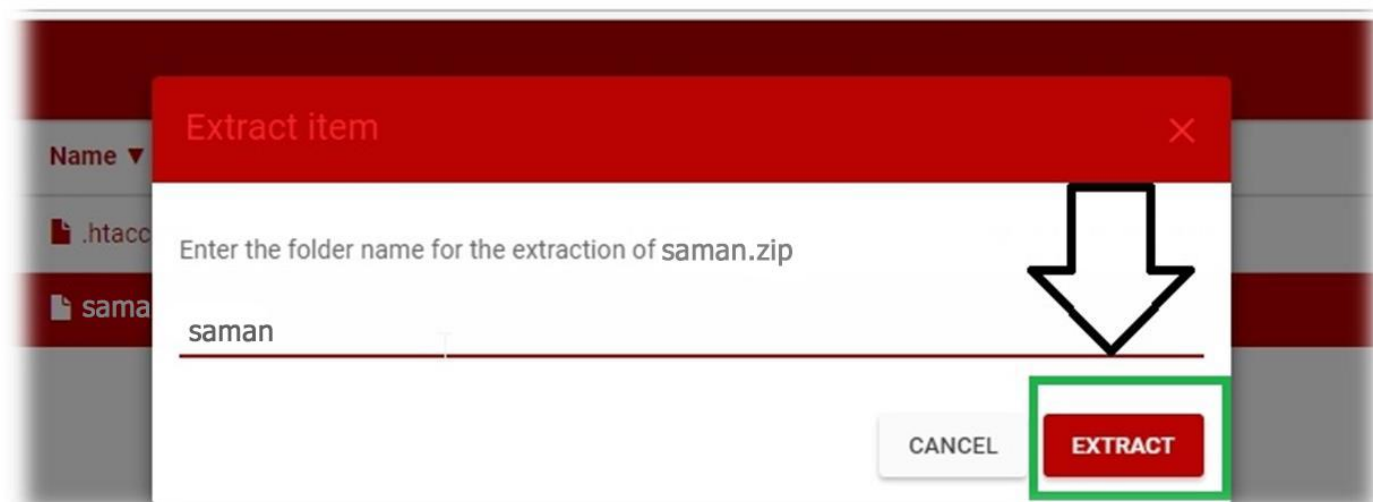 Extract item
Name ▼
.htacc
Enter the folder name for the extraction of saman.zip
sama
saman
CANCEL
EXTRACT